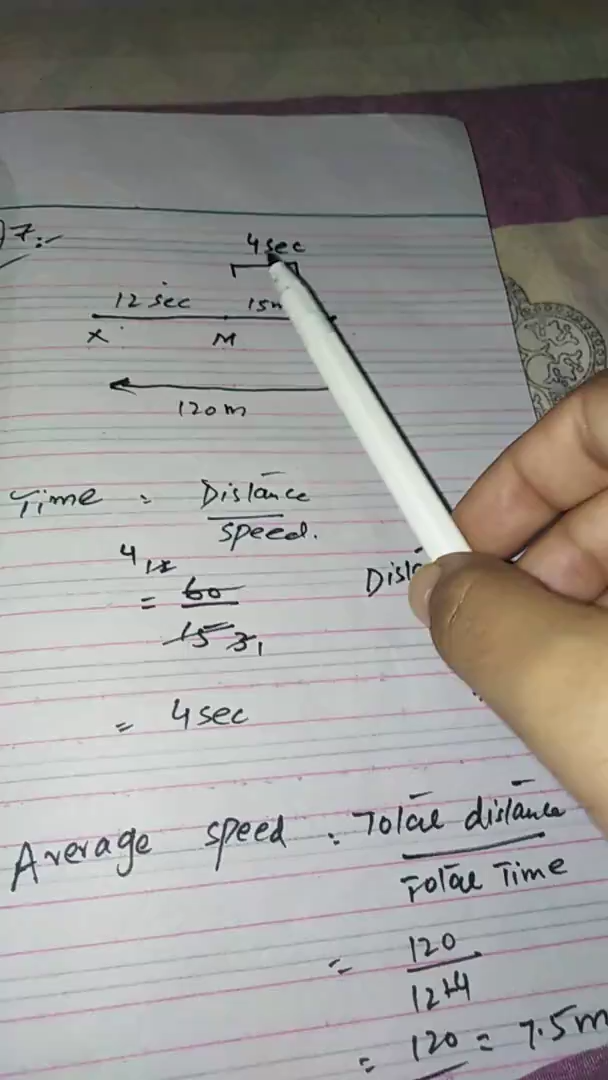 7:-
4sec
12 sec 15m
X M
120m
Time = Distance
speed.
4 12
= 60
15 3,
= 4sec
Average speed = Total distance
Total Time
= 120
12+4
= 120 = 7.5m